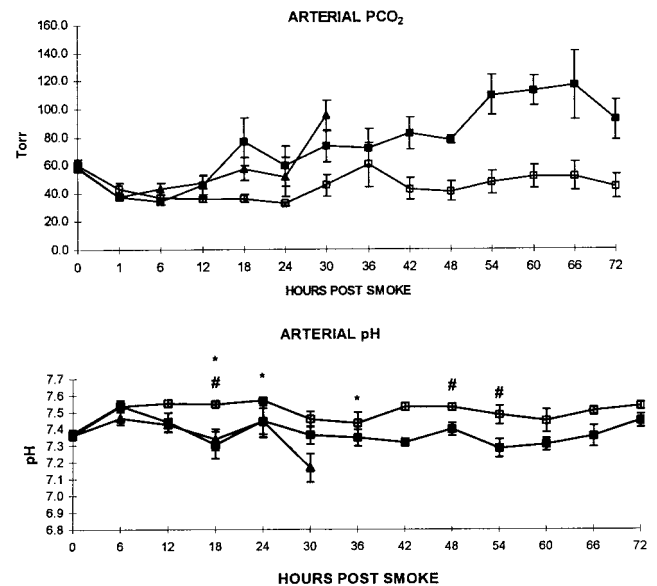 ARTERIAL PCO₂
160.0
140.0
120.0
100.0
80.0
60.0
40.0
20.0
0.0
Torr
0 1 6 12 18 24 30 36 42 48 54 60 66 72
HOURS POST SMOKE
ARTERIAL pH
7.7
7.6
7.5
7.4
7.3
7.2
7.1
7.0
6.9
6.8
pH
* * *
# # #
0 6 12 18 24 30 36 42 48 54 60 66 72
HOURS POST SMOKE